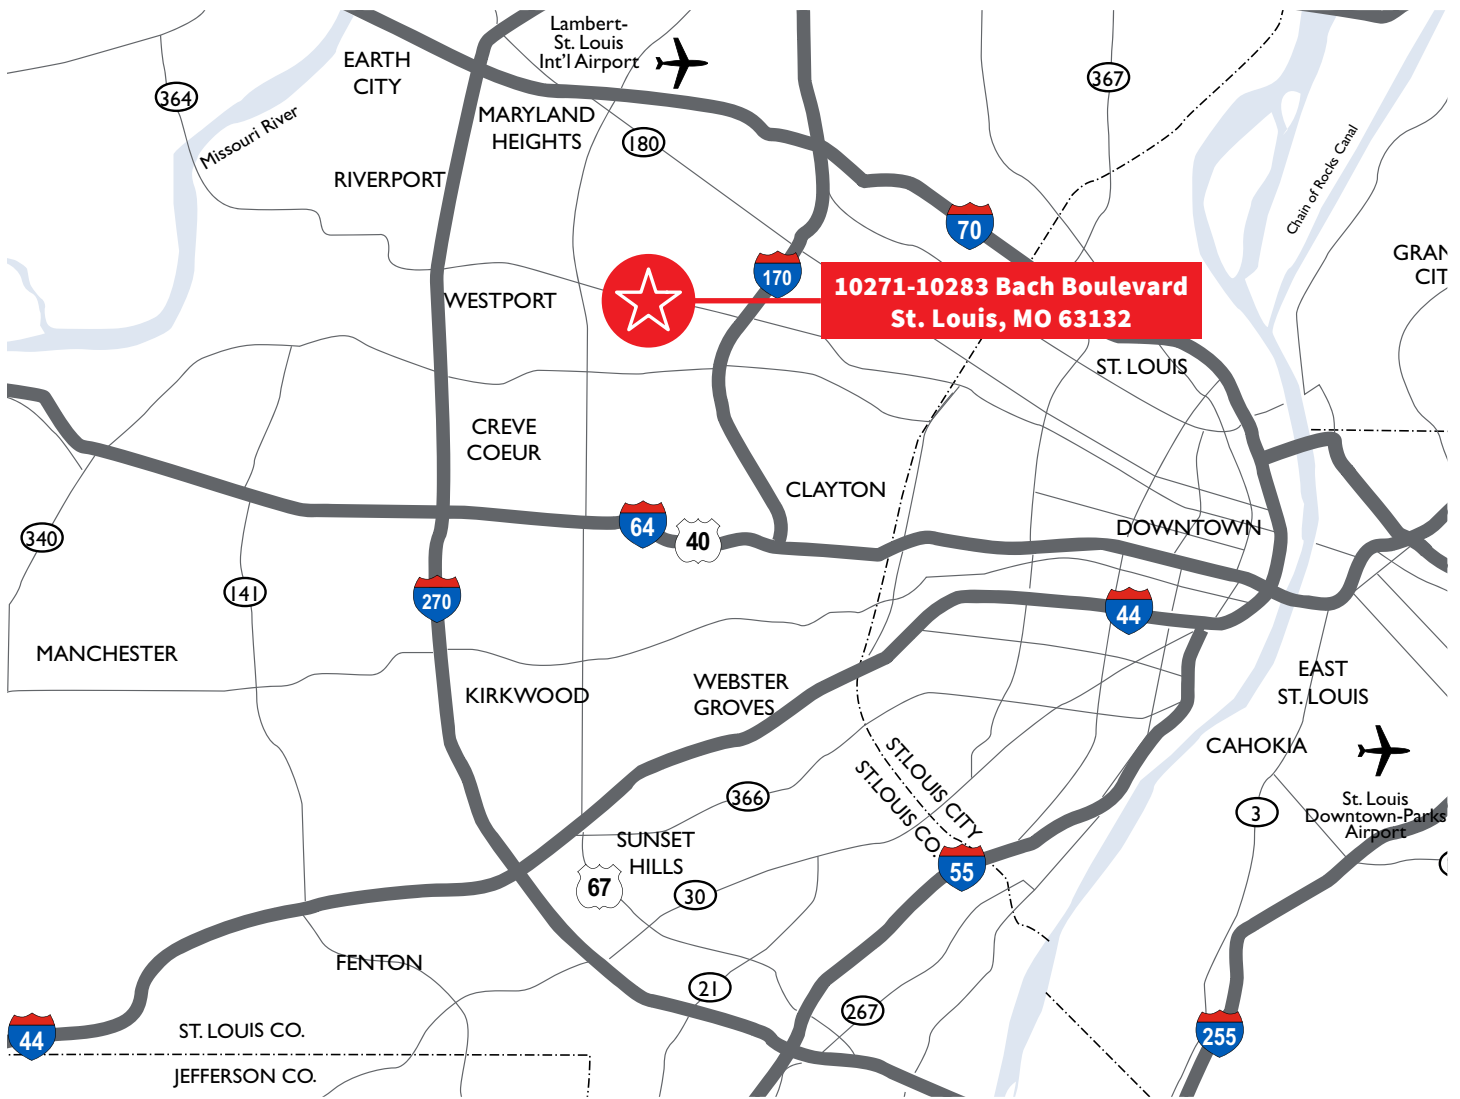 Lambert-
St. Louis
Int'l Airport
EARTH
CITY
367
364
MARYLAND
HEIGHTS
180
Missouri River
Chain of Rocks Canal
RIVERPORT
70
GRAN
CIT
170
WESTPORT
10271-10283 Bach Boulevard
St. Louis, MO 63132
ST. LOUIS
CREVE
COEUR
CLAYTON
64
40
DOWNTOWN
340
141
270
44
MANCHESTER
KIRKWOOD
WEBSTER
GROVES
EAST
ST. LOUIS
CAHOKIA
ST.LOUIS CITY
ST.LOUIS CO.
366
3
St. Louis
Downtown-Parks
Airport
SUNSET
HILLS
67
30
55
FENTON
21
267
44
ST. LOUIS CO.
JEFFERSON CO.
255